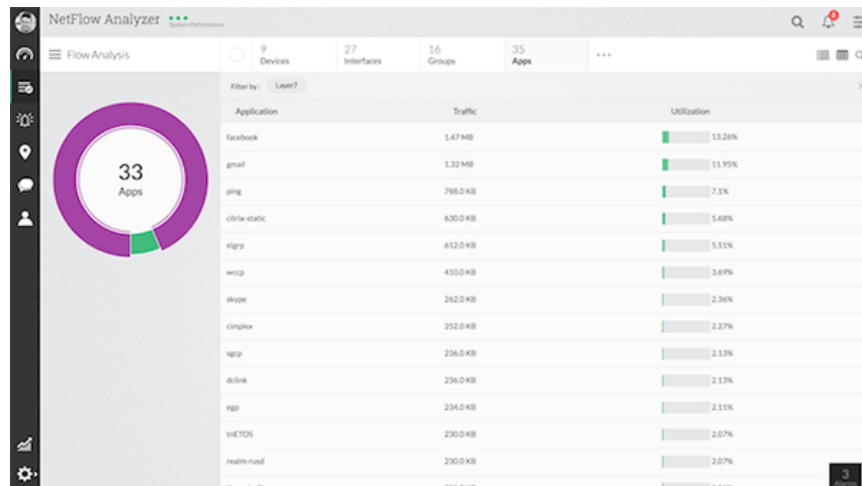 NetFlow Analyzer
System Performance
8
Flow Analysis
9 Devices
27 Interfaces
16 Groups
35 Apps
Filter by : Layer7
33
Apps
Application Traffic Utilization
facebook 1.47 MB 13.26%
gmail 1.32 MB 11.95%
ping 788.0 KB 7.1%
citrix-static 630.0 KB 5.68%
eigrp 612.0 KB 5.51%
wccp 410.0 KB 3.69%
skype 262.0 KB 2.36%
cimplex 252.0 KB 2.27%
sgcp 236.0 KB 2.13%
dclink 236.0 KB 2.13%
egp 234.0 KB 2.11%
tnETOS 230.0 KB 2.07%
realm-rusd 230.0 KB 2.07%
3
Alarms